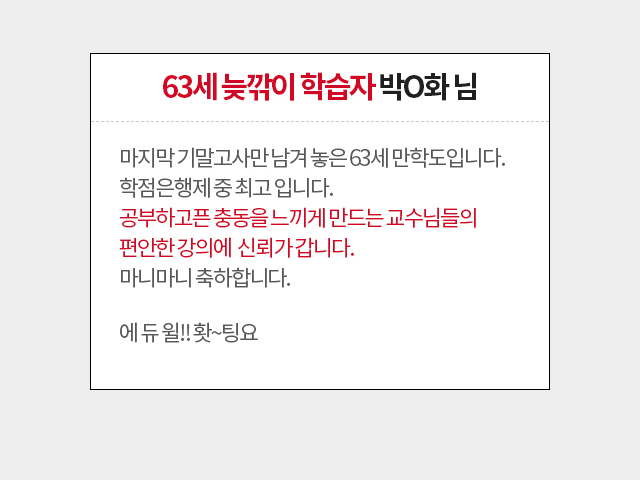 63세 늦깎이 학습자 박O화 님
마지막 기말고사만 남겨 놓은 63세 만학도입니다.
학점은행제 중 최고 입니다.
공부하고픈 충동을 느끼게 만드는 교수님들의
편안한 강의에 신뢰가 갑니다.
마니마니 축하합니다.
에 듀 윌!! 홧~팅요